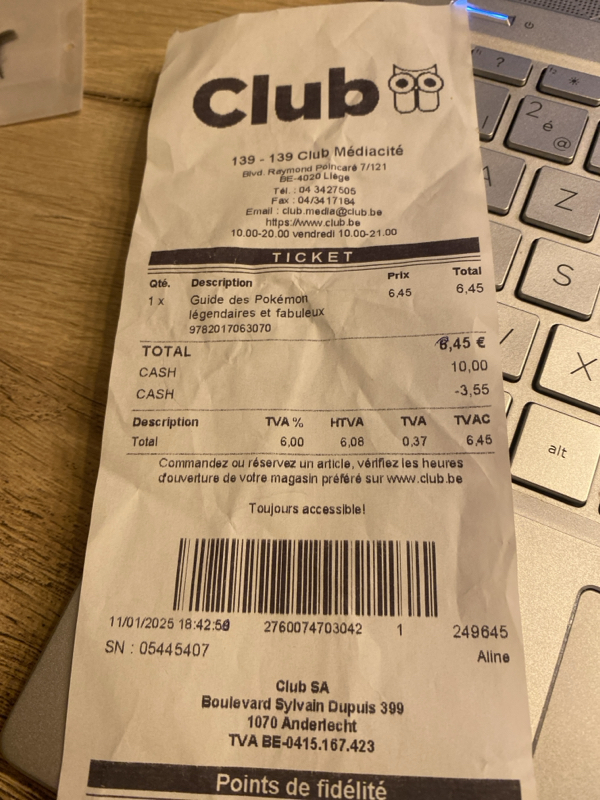 Club
139 - 139 Club Médiacité
Blvd. Raymond Poincaré 7/121
BE-4020 Liège
Tél. : 04 3427505
Fax : 04/3417184
Email : club.media@club.be
https://www.club.be
10.00-20.00 vendredi 10.00-21.00
TICKET
Qté. Description Prix Total
1 x Guide des Pokémon 6,45 6,45
légendaires et fabuleux
9782017063070
TOTAL 6,45 €
CASH 10,00
CASH -3,55
Description TVA % HTVA TVA TVAC
Total 6,00 6,08 0,37 6,45
Commandez ou réservez un article, vérifiez les heures
d'ouverture de votre magasin préféré sur www.club.be
Toujours accessible!
11/01/2025 18:42:50 2760074703042 1 249645
SN : 05445407 Aline
Club SA
Boulevard Sylvain Dupuis 399
1070 Anderlecht
TVA BE-0415.167.423
Points de fidélité
?
2 é @
A
Z
S
X
alt